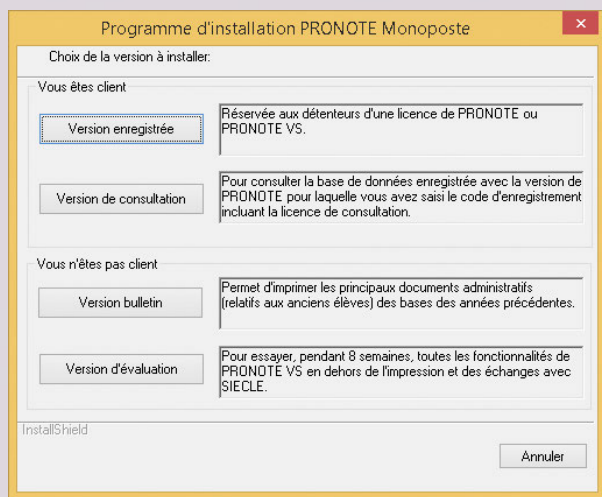 Programme d'installation PRONOTE Monoposte
Choix de la version à installer:
Vous êtes client
Version enregistrée
Réservée aux détenteurs d'une licence de PRONOTE ou
PRONOTE VS.
Version de consultation
Pour consulter la base de données enregistrée avec la version de
PRONOTE pour laquelle vous avez saisi le code d'enregistrement
incluant la licence de consultation.
Vous n'êtes pas client
Version bulletin
Permet d'imprimer les principaux documents administratifs
(relatifs aux anciens élèves) des bases des années précédentes.
Version d'évaluation
Pour essayer, pendant 8 semaines, toutes les fonctionnalités de
PRONOTE VS en dehors de l'impression et des échanges avec
SIECLE.
InstallShield
Annuler